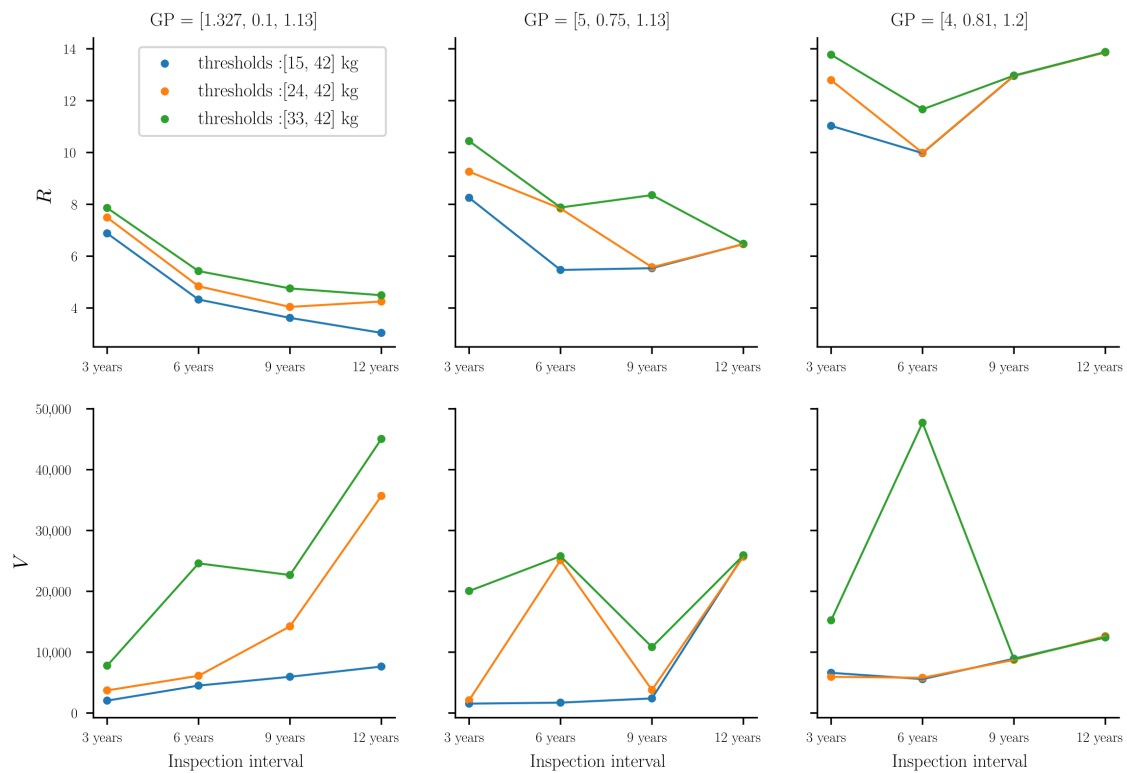 GP = [1.327, 0.1, 1.13]
GP = [5, 0.75, 1.13]
GP = [4, 0.81, 1.2]
thresholds :[15, 42] kg
thresholds :[24, 42] kg
thresholds :[33, 42] kg
14
12
10
8
6
4
R
3 years 6 years 9 years 12 years
3 years 6 years 9 years 12 years
3 years 6 years 9 years 12 years
50,000
40,000
30,000
20,000
10,000
0
V
3 years 6 years 9 years 12 years
3 years 6 years 9 years 12 years
3 years 6 years 9 years 12 years
Inspection interval
Inspection interval
Inspection interval